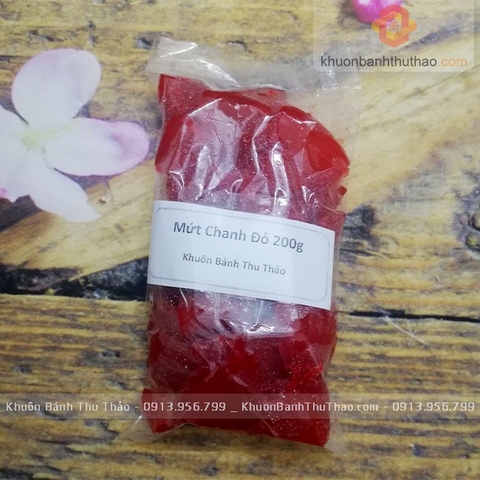 khuonbanhthuthao.com
Mứt Chanh Đỏ 200g
Khuôn Bánh Thu Thảo
Khuôn Bánh Thu Thảo - 0913.956.799 _ KhuonBanhThuThao.com - 0913.956.799